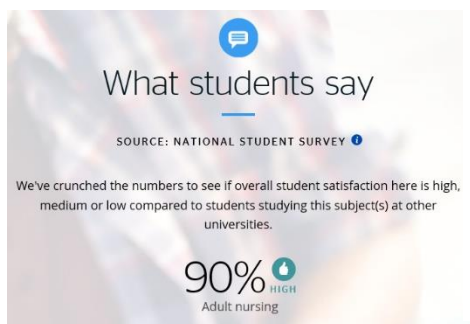 What students say
SOURCE: NATIONAL STUDENT SURVEY i
We've crunched the numbers to see if overall student satisfaction here is high,
medium or low compared to students studying this subject(s) at other
universities.
90% HIGH
Adult nursing